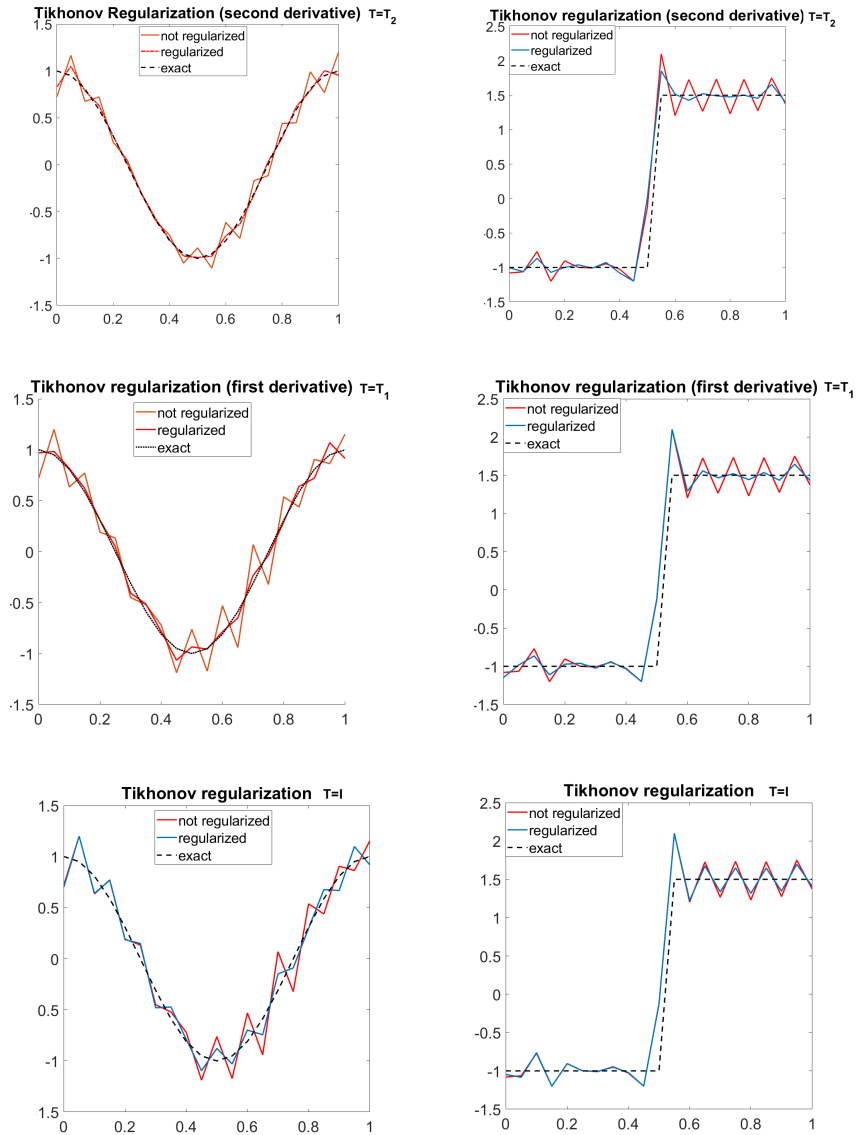 Tikhonov Regularization (second derivative) T=T2
1.5
1
0.5
0
-0.5
-1
-1.5
not regularized
regularized
exact
0 0.2 0.4 0.6 0.8 1
Tikhonov regularization (second derivative) T=T2
2.5
2
1.5
1
0.5
0
-0.5
-1
-1.5
not regularized
regularized
exact
0 0.2 0.4 0.6 0.8 1
Tikhonov regularization (first derivative) T=T1
1.5
1
0.5
0
-0.5
-1
-1.5
not regularized
regularized
exact
0 0.2 0.4 0.6 0.8 1
Tikhonov regularization (first derivative) T=T1
2.5
2
1.5
1
0.5
0
-0.5
-1
-1.5
not regularized
regularized
exact
0 0.2 0.4 0.6 0.8 1
Tikhonov regularization T=I
1.5
1
0.5
0
-0.5
-1
1.5
not regularized
regularized
exact
0 0.2 0.4 0.6 0.8 1
Tikhonov regularization T=I
2.5
2
1.5
1
0.5
0
-0.5
-1
-1.5
not regularized
regularized
exact
0 0.2 0.4 0.6 0.8 1